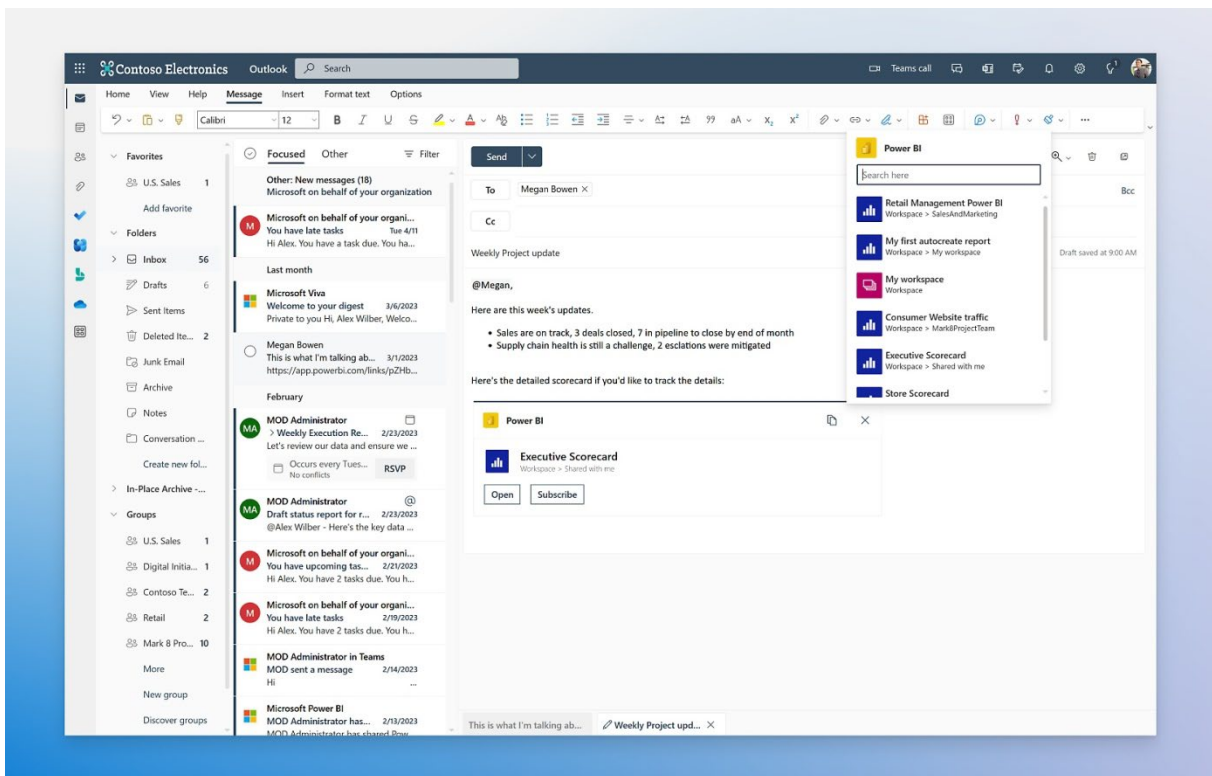 Contoso Electronics
Outlook
Search
Teams call
Home View Help Message Insert Format text Options
Calibri
12
B I U S
Favorites
U.S. Sales 1
Add favorite
Folders
Inbox 56
Drafts 6
Sent Items
Deleted Ite... 2
Junk Email
Archive
Notes
Conversation ...
Create new fol...
In-Place Archive -...
Groups
U.S. Sales 1
Digital Initia... 1
Contoso Te... 2
Retail 2
Mark 8 Pro... 10
More
New group
Discover groups
Focused Other Filter
Other: New messages (18)
Microsoft on behalf of your organization
M
Microsoft on behalf of your organi...
You have late tasks Tue 4/11
Hi Alex. You have a task due. You ha...
Last month
Microsoft Viva
Welcome to your digest 3/6/2023
Private to you Hi, Alex Wilber, Welco...
Megan Bowen
This is what I'm talking ab... 3/1/2023
https://app.powerbi.com/links/pZHb...
February
MA
MOD Administrator
> Weekly Execution Re... 2/23/2023
Let's review our data and ensure we ...
Occurs every Tues...
No conflicts
RSVP
MA
MOD Administrator @
Draft status report for r... 2/23/2023
@Alex Wilber - Here's the key data ...
M
Microsoft on behalf of your organi...
You have upcoming tas... 2/21/2023
Hi Alex. You have 2 tasks due. You h...
M
Microsoft on behalf of your organi...
You have late tasks 2/19/2023
Hi Alex. You have 2 tasks due. You h...
MOD Administrator in Teams
MOD sent a message 2/14/2023
Hi ...
Microsoft Power BI
MOD Administrator has... 2/13/2023
MOD Administrator has shared Pow...
Send
To Megan Bowen
Bcc
Cc
Weekly Project update
Draft saved at 9:00 AM
@Megan,
Here are this week's updates.
• Sales are on track, 3 deals closed, 7 in pipeline to close by end of month
• Supply chain health is still a challenge, 2 esclations were mitigated
Here's the detailed scorecard if you'd like to track the details:
Power BI
Executive Scorecard
Workspace > Shared with me
Open Subscribe
Power BI
Search here
Retail Management Power BI
Workspace > SalesAndMarketing
My first autocreate report
Workspace > My workspace
My workspace
Workspace
Consumer Website traffic
Workspace > Mark8ProjectTeam
Executive Scorecard
Workspace > Shared with me
Store Scorecard
This is what I'm talking ab...
Weekly Project upd...